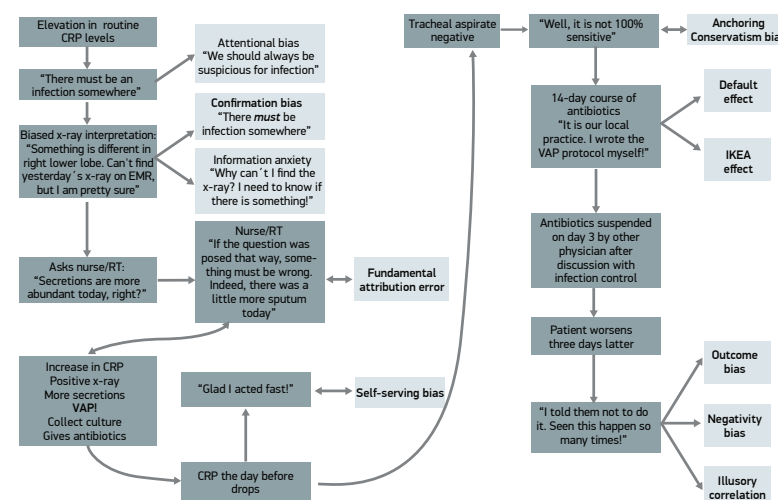 Elevation in routine
CRP levels
“There must be an
infection somewhere”
Attentional bias
“We should always be
suspicious for infection”
Biased x-ray interpretation:
“Something is different in
right lower lobe. Can't find
yesterday´s x-ray on EMR,
but I am pretty sure”
Confirmation bias
“There must be
infection somewhere”
Information anxiety
“Why can´t I find the
x-ray? I need to know if
there is something!”
Asks nurse/RT:
“Secretions are more
abundant today, right?”
Nurse/RT
“If the question was
posed that way, some-
thing must be wrong.
Indeed, there was a
little more sputum
today”
Fundamental
attribution error
Increase in CRP
Positive x-ray
More secretions
VAP!
Collect culture
Gives antibiotics
“Glad I acted fast!”
Self-serving bias
CRP the day before
drops
Tracheal aspirate
negative
“Well, it is not 100%
sensitive”
Anchoring
Conservatism bia
14-day course of
antibiotics
“It is our local
practice. I wrote the
VAP protocol myself!”
Default
effect
IKEA
effect
Antibiotics suspended
on day 3 by other
physician after
discussion with
infection control
Patient worsens
three days latter
“I told them not to do
it. Seen this happen so
many times!”
Outcome
bias
Negativity
bias
Illusory
correlation